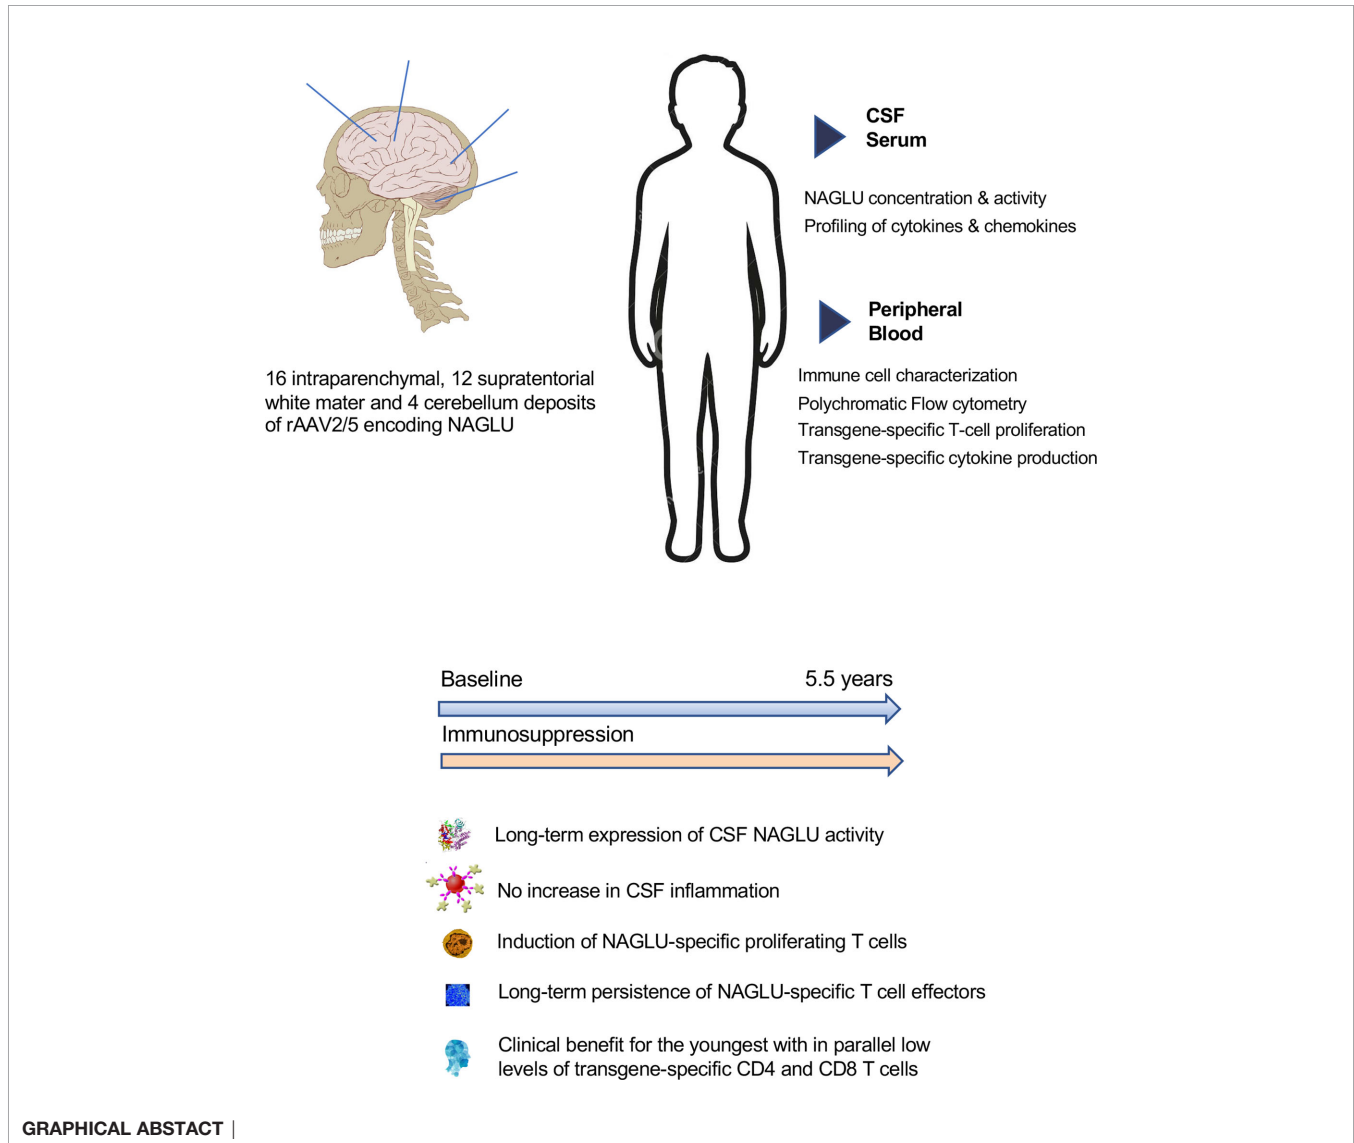 CSF
Serum
NAGLU concentration & activity
Profiling of cytokines & chemokines
Peripheral
Blood
Immune cell characterization
Polychromatic Flow cytometry
Transgene-specific T-cell proliferation
Transgene-specific cytokine production
16 intraparenchymal, 12 supratentorial
white mater and 4 cerebellum deposits
of rAAV2/5 encoding NAGLU
Baseline 5.5 years
Immunosuppression
Long-term expression of CSF NAGLU activity
No increase in CSF inflammation
Induction of NAGLU-specific proliferating T cells
Long-term persistence of NAGLU-specific T cell effectors
Clinical benefit for the youngest with in parallel low
levels of transgene-specific CD4 and CD8 T cells
GRAPHICAL ABSTACT |